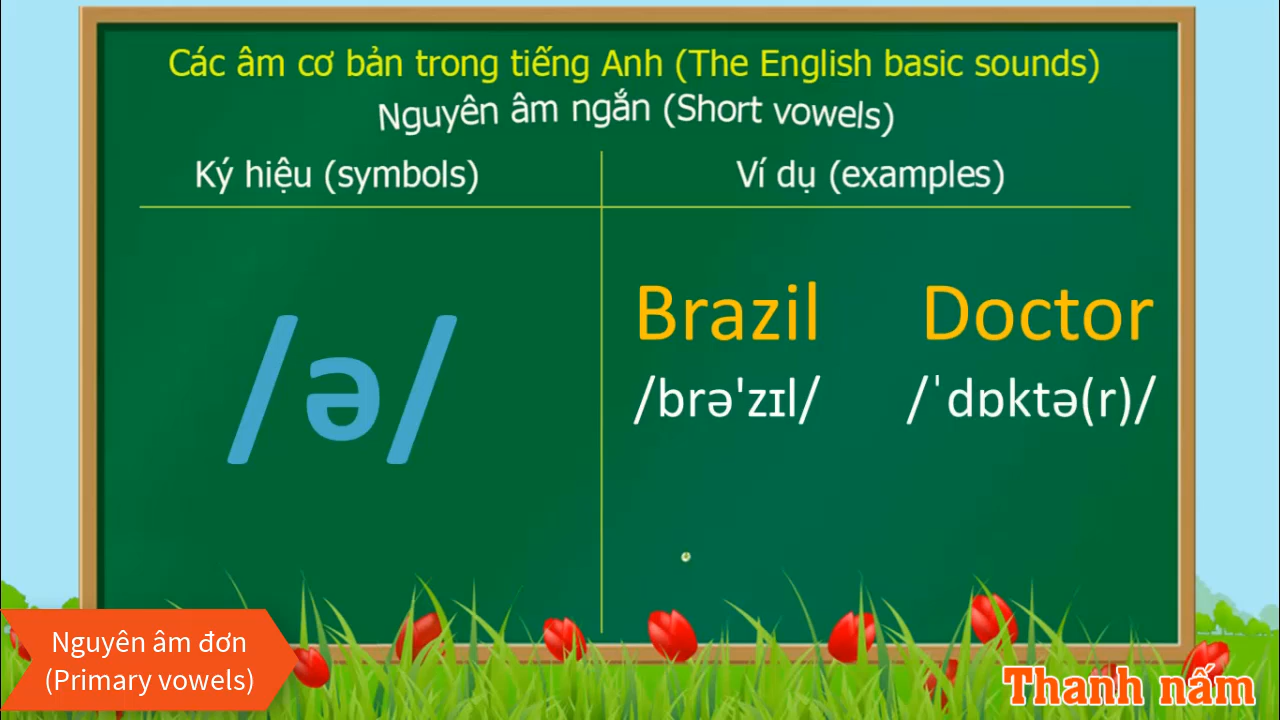 Các âm cơ bản trong tiếng Anh (The English basic sounds)
Nguyên âm ngắn (Short vowels)
Ký hiệu (symbols)
Ví dụ (examples)
/ə/
Brazil
Doctor
/brə'zɪl/
/ˈdɒktə(r)/
Nguyên âm đơn
(Primary vowels)
Thanh nấm